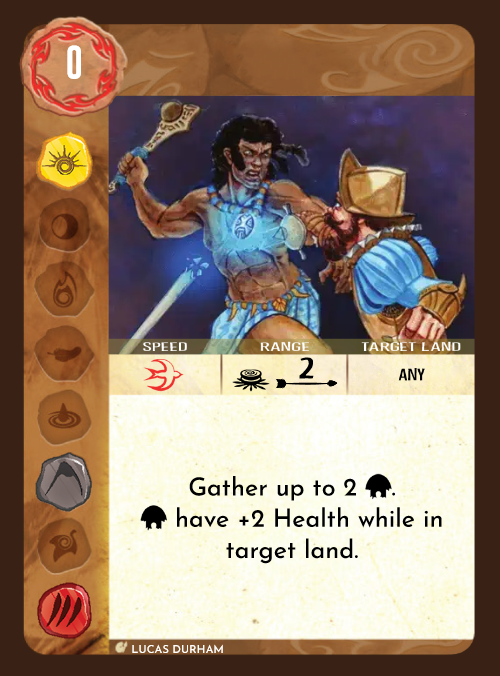 0
SPEED RANGE TARGET LAND
2 ANY
Gather up to 2 .
have +2 Health while in
target land.
LUCAS DURHAM